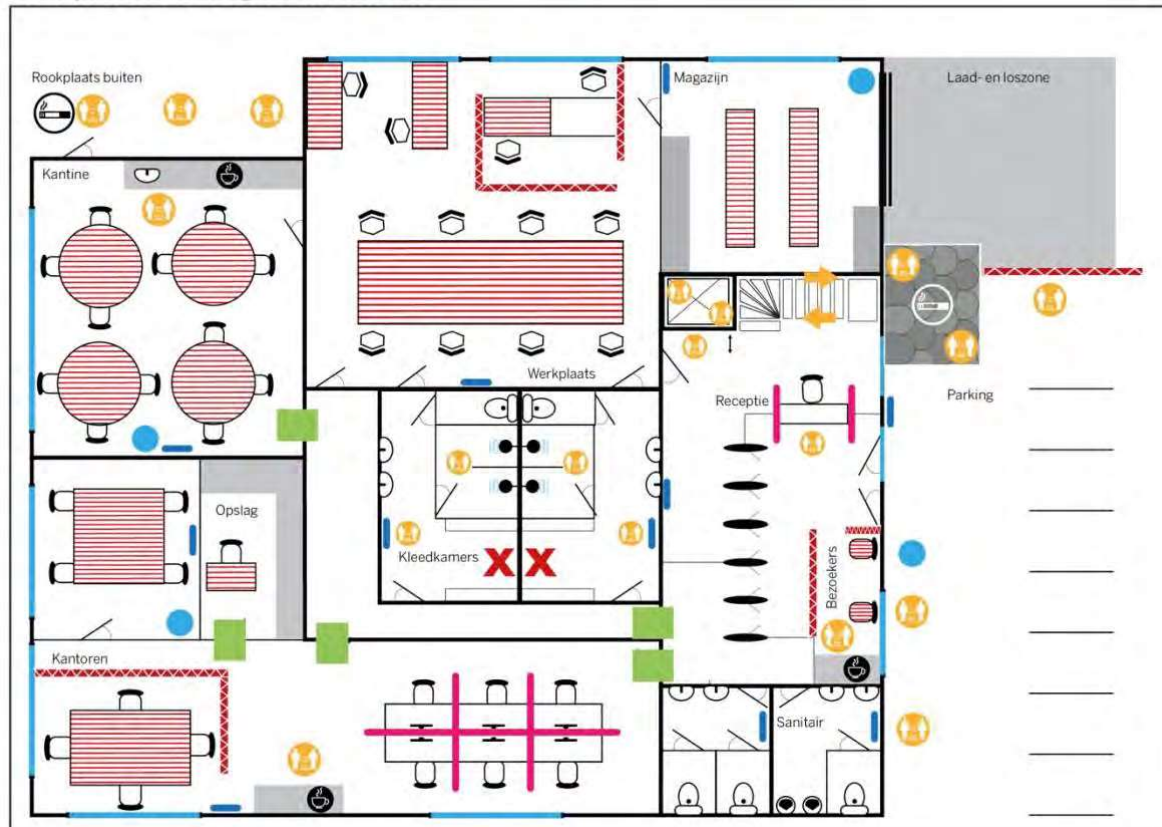 Rookplaats buiten
Magazijn
Laad- en loszone
Kantine
Werkplaats
Receptie
Parking
Opslag
Kleedkamers
Bezoekers
Kantoren
Sanitair